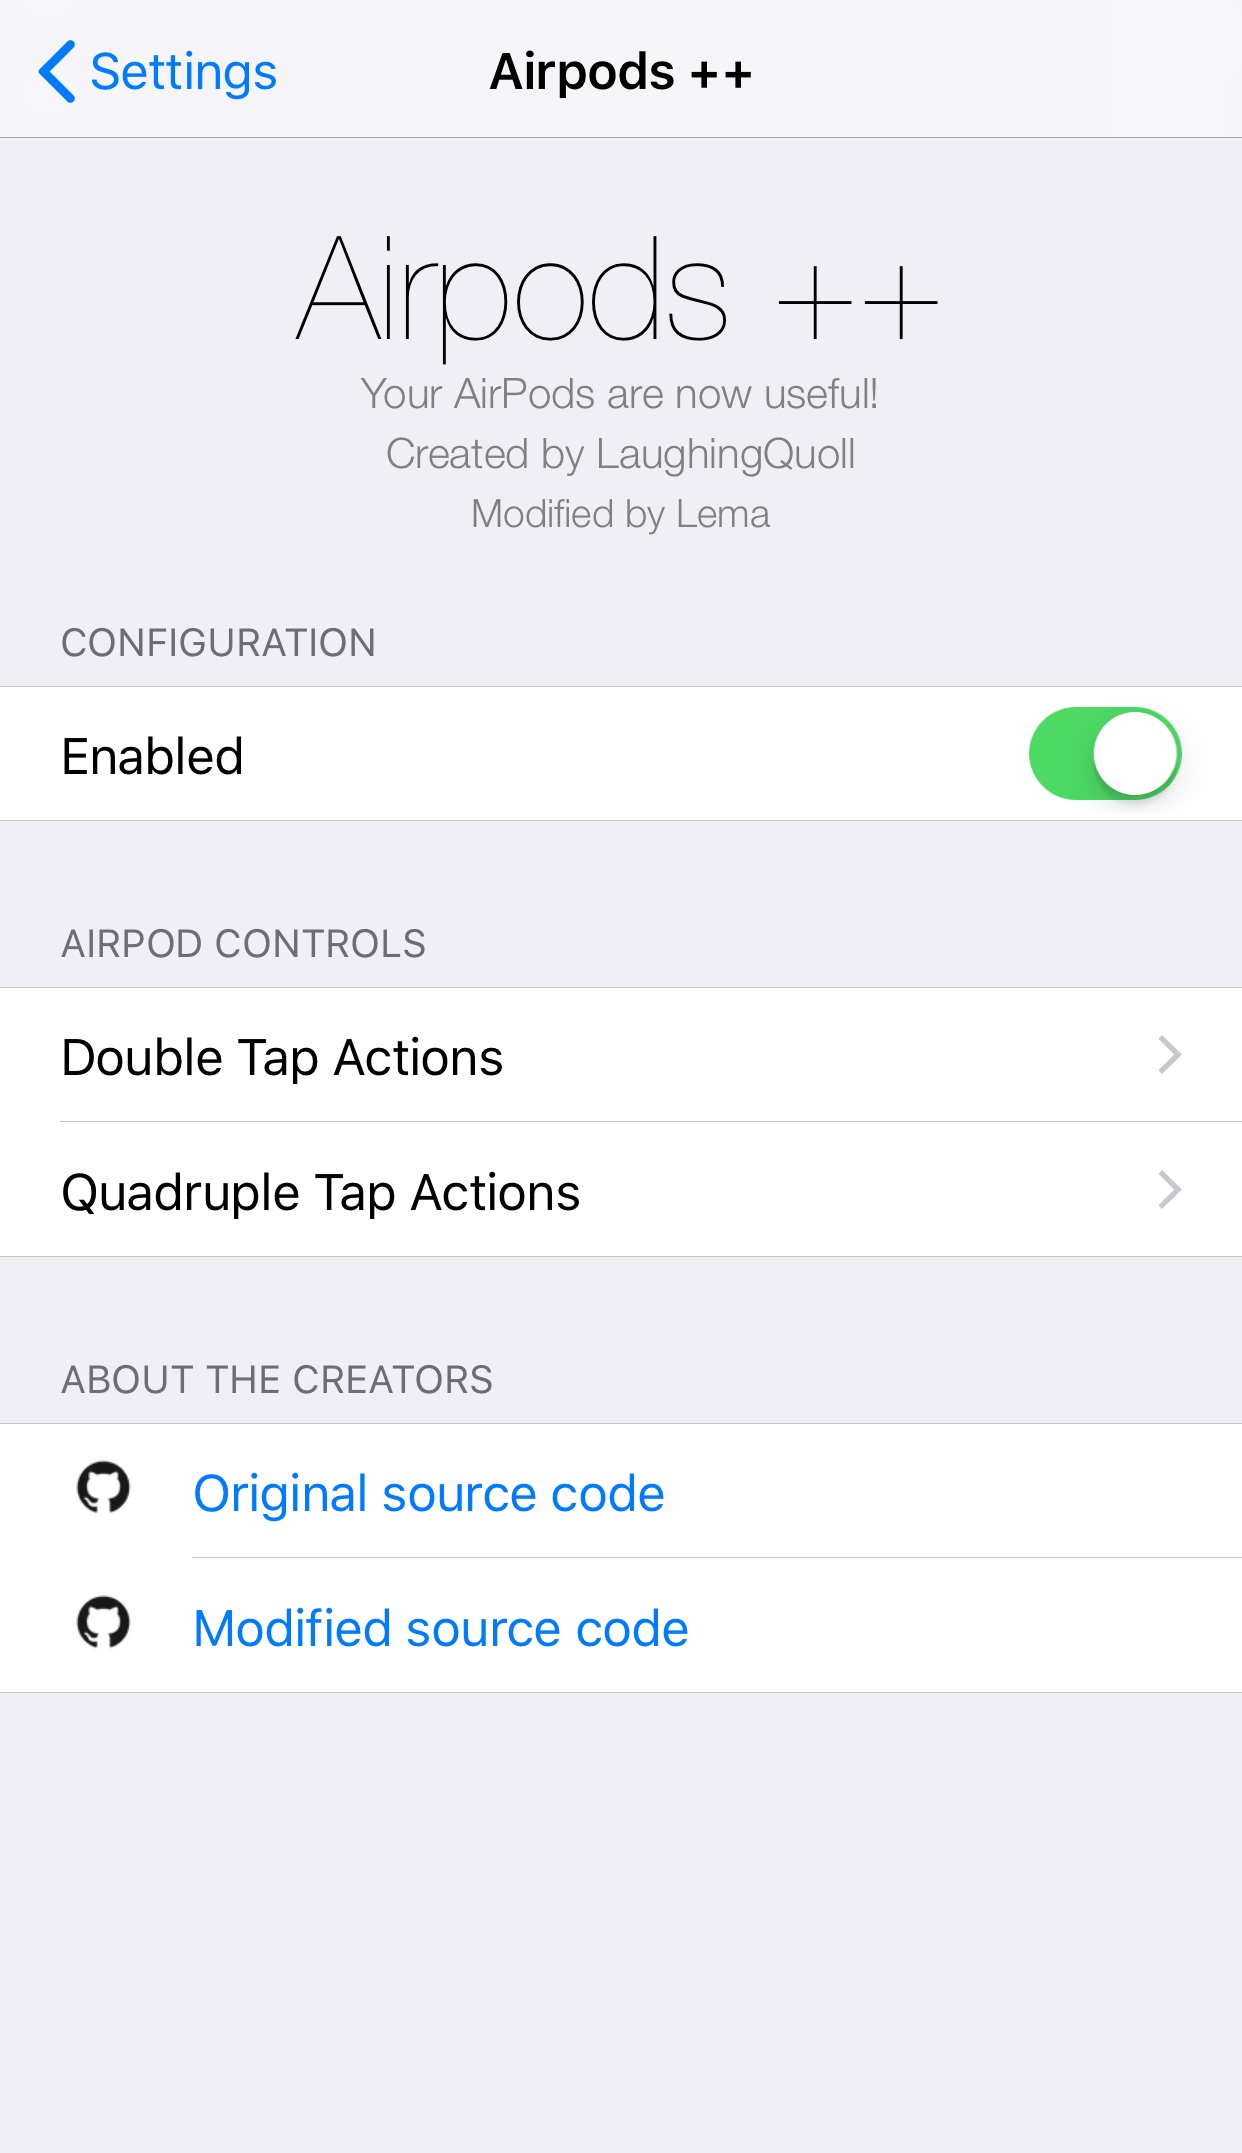 Settings
Airpods ++
Airpods ++
Your AirPods are now useful!
Created by LaughingQuoll
Modified by Lema
CONFIGURATION
Enabled
AIRPOD CONTROLS
Double Tap Actions
Quadruple Tap Actions
ABOUT THE CREATORS
Original source code
Modified source code